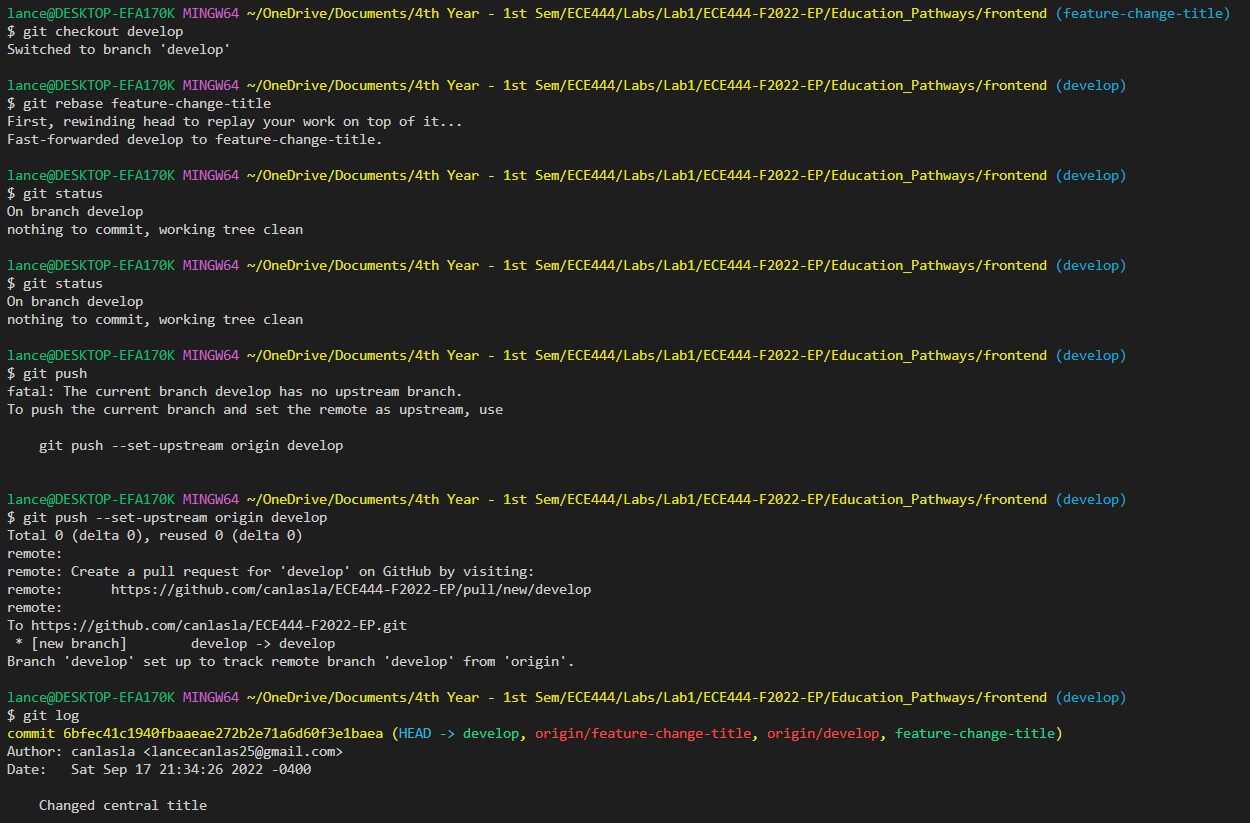 lance@DESKTOP-EFA170K MINGW64 ~/OneDrive/Documents/4th Year - 1st Sem/ECE444/Labs/Lab1/ECE444-F2022-EP/Education_Pathways/frontend (feature-change-title)
$ git checkout develop
Switched to branch 'develop'
lance@DESKTOP-EFA170K MINGW64 ~/OneDrive/Documents/4th Year - 1st Sem/ECE444/Labs/Lab1/ECE444-F2022-EP/Education_Pathways/frontend (develop)
$ git rebase feature-change-title
First, rewinding head to replay your work on top of it...
Fast-forwarded develop to feature-change-title.
lance@DESKTOP-EFA170K MINGW64 ~/OneDrive/Documents/4th Year - 1st Sem/ECE444/Labs/Lab1/ECE444-F2022-EP/Education_Pathways/frontend (develop)
$ git status
On branch develop
nothing to commit, working tree clean
lance@DESKTOP-EFA170K MINGW64 ~/OneDrive/Documents/4th Year - 1st Sem/ECE444/Labs/Lab1/ECE444-F2022-EP/Education_Pathways/frontend (develop)
$ git status
On branch develop
nothing to commit, working tree clean
lance@DESKTOP-EFA170K MINGW64 ~/OneDrive/Documents/4th Year - 1st Sem/ECE444/Labs/Lab1/ECE444-F2022-EP/Education_Pathways/frontend (develop)
$ git push
fatal: The current branch develop has no upstream branch.
To push the current branch and set the remote as upstream, use
    git push --set-upstream origin develop
lance@DESKTOP-EFA170K MINGW64 ~/OneDrive/Documents/4th Year - 1st Sem/ECE444/Labs/Lab1/ECE444-F2022-EP/Education_Pathways/frontend (develop)
$ git push --set-upstream origin develop
Total 0 (delta 0), reused 0 (delta 0)
remote:
remote: Create a pull request for 'develop' on GitHub by visiting:
remote:      https://github.com/canlasla/ECE444-F2022-EP/pull/new/develop
remote:
To https://github.com/canlasla/ECE444-F2022-EP.git
 * [new branch]        develop -> develop
Branch 'develop' set up to track remote branch 'develop' from 'origin'.
lance@DESKTOP-EFA170K MINGW64 ~/OneDrive/Documents/4th Year - 1st Sem/ECE444/Labs/Lab1/ECE444-F2022-EP/Education_Pathways/frontend (develop)
$ git log
commit 6bfec41c1940fbaaeae272b2e71a6d60f3e1baea (HEAD -> develop, origin/feature-change-title, origin/develop, feature-change-title)
Author: canlasla <lancecanlas25@gmail.com>
Date:   Sat Sep 17 21:34:26 2022 -0400
    Changed central title